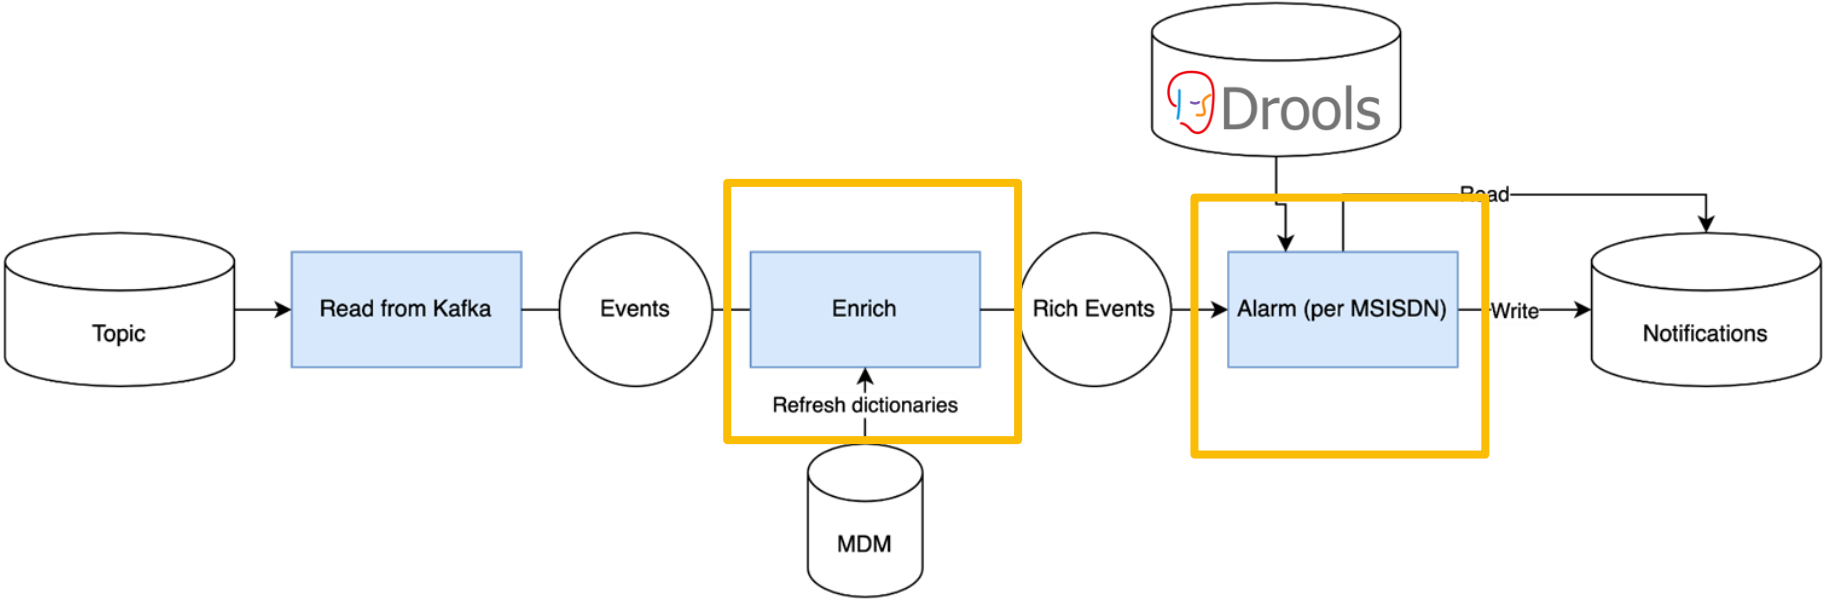 Drools
Read
Topic
Read from Kafka
Events
Enrich
Rich Events
Alarm (per MSISDN)
Write
Notifications
Refresh dictionaries
MDM